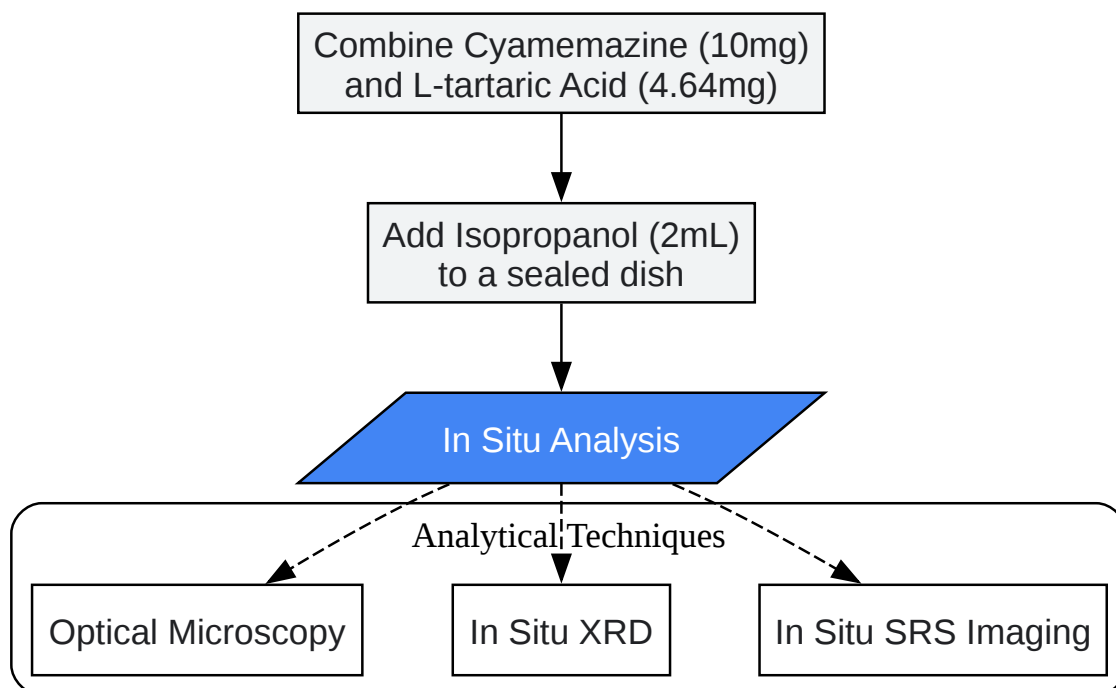 Combine Cyamemazine (10mg)
and L-tartaric Acid (4.64mg)
Add Isopropanol (2mL)
to a sealed dish
In Situ Analysis
Analytical Techniques
Optical Microscopy
In Situ XRD
In Situ SRS Imaging